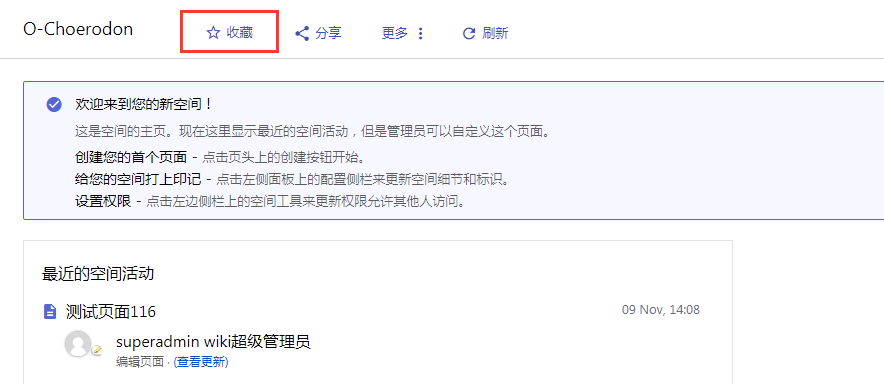 O-Choerodon 收藏 分享 更多 刷新
欢迎来到您的新空间！
这是空间的主页。现在这里显示最近的空间活动，但是管理员可以自定义这个页面。
创建您的首个页面 - 点击页头上的创建按钮开始。
给您的空间打上印记 - 点击左侧面板上的配置侧栏来更新空间细节和标识。
设置权限 - 点击左边侧栏上的空间工具来更新权限允许其他人访问。
最近的空间活动
测试页面116 09 Nov, 14:08
superadmin wiki超级管理员
编辑页面 · (查看更新)